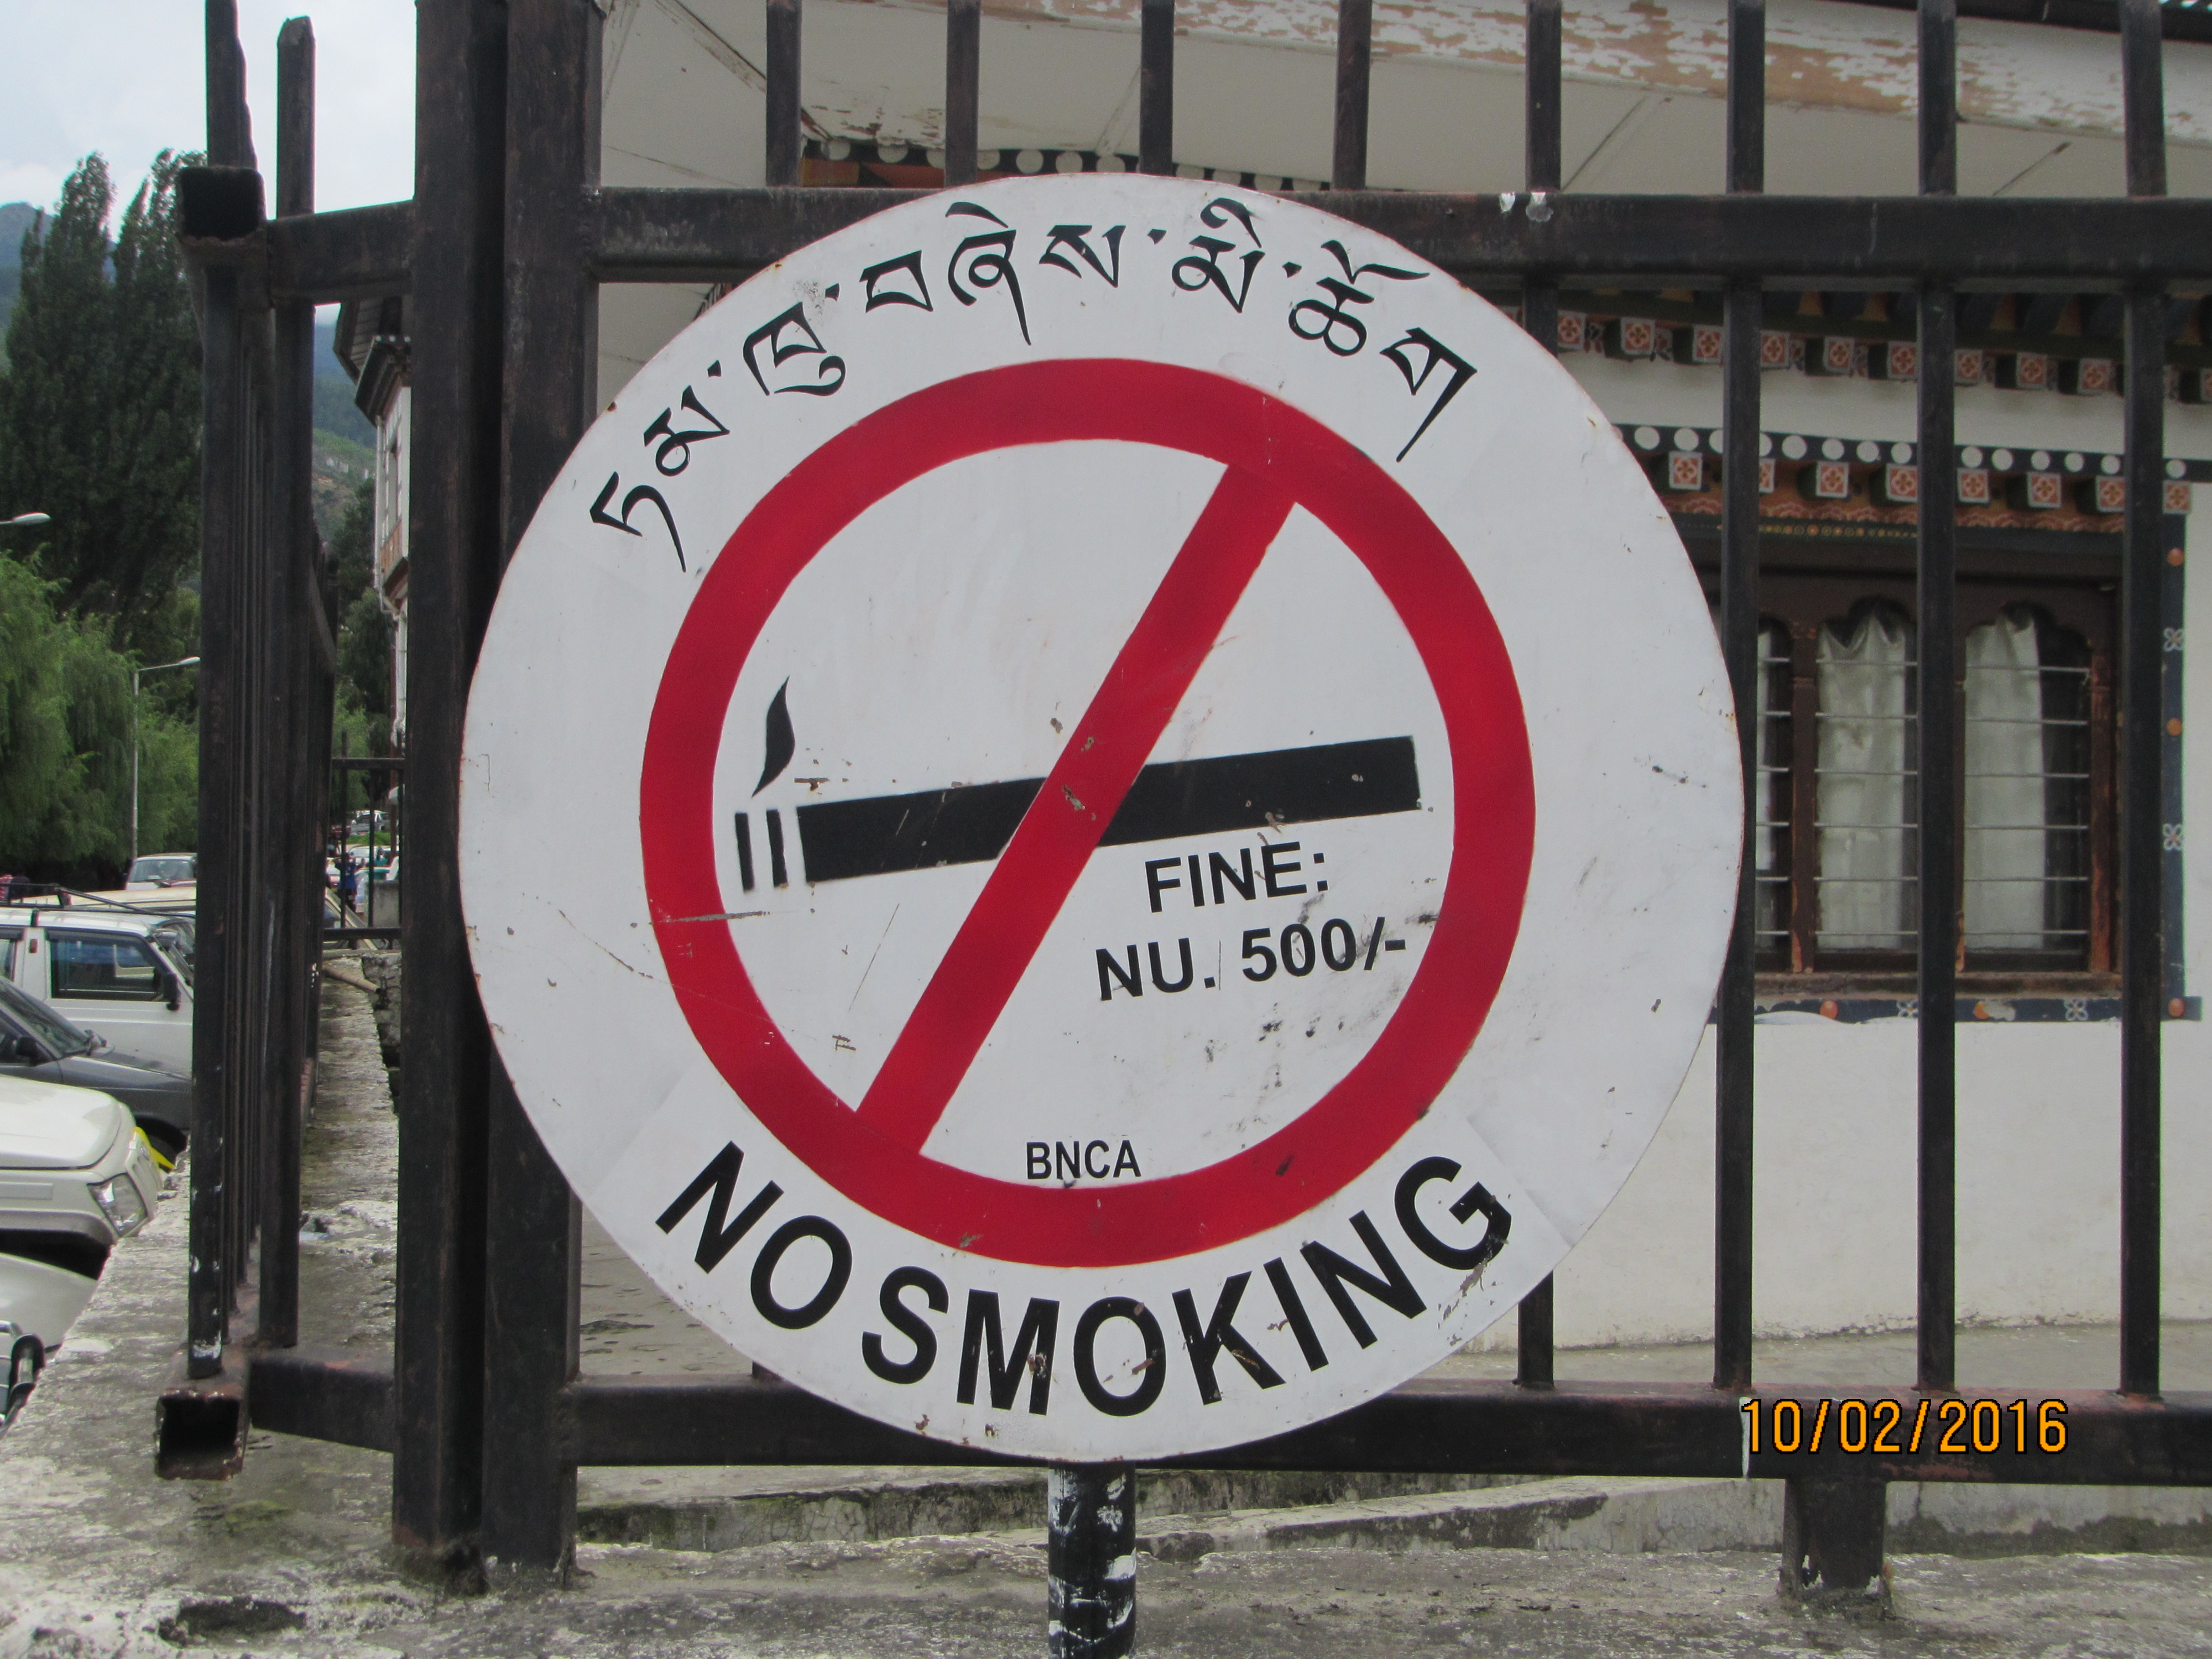 དམ་ཁུ་བཞེས་མི་ཆོག
FINE:
NU. 500/-
BNCA
NO SMOKING
10/02/2016